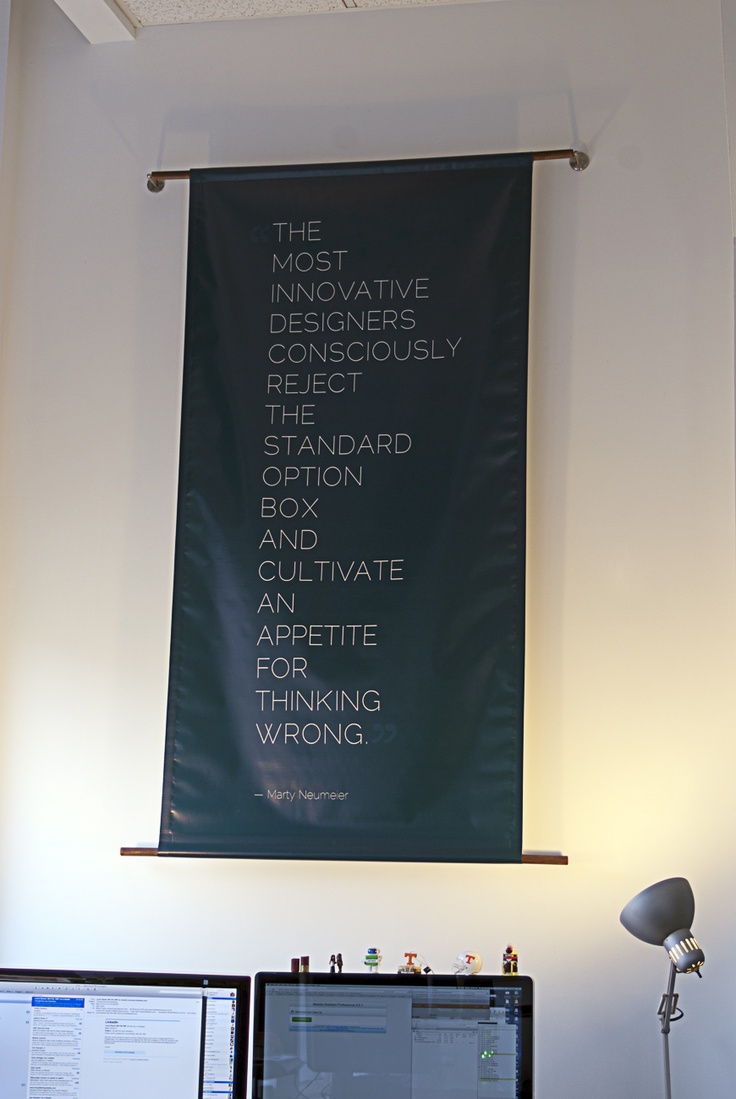 “THE
MOST
INNOVATIVE
DESIGNERS
CONSCIOUSLY
REJECT
THE
STANDARD
OPTION
BOX
AND
CULTIVATE
AN
APPETITE
FOR
THINKING
WRONG.”
— Marty Neumeier
T
T
LinkedIn